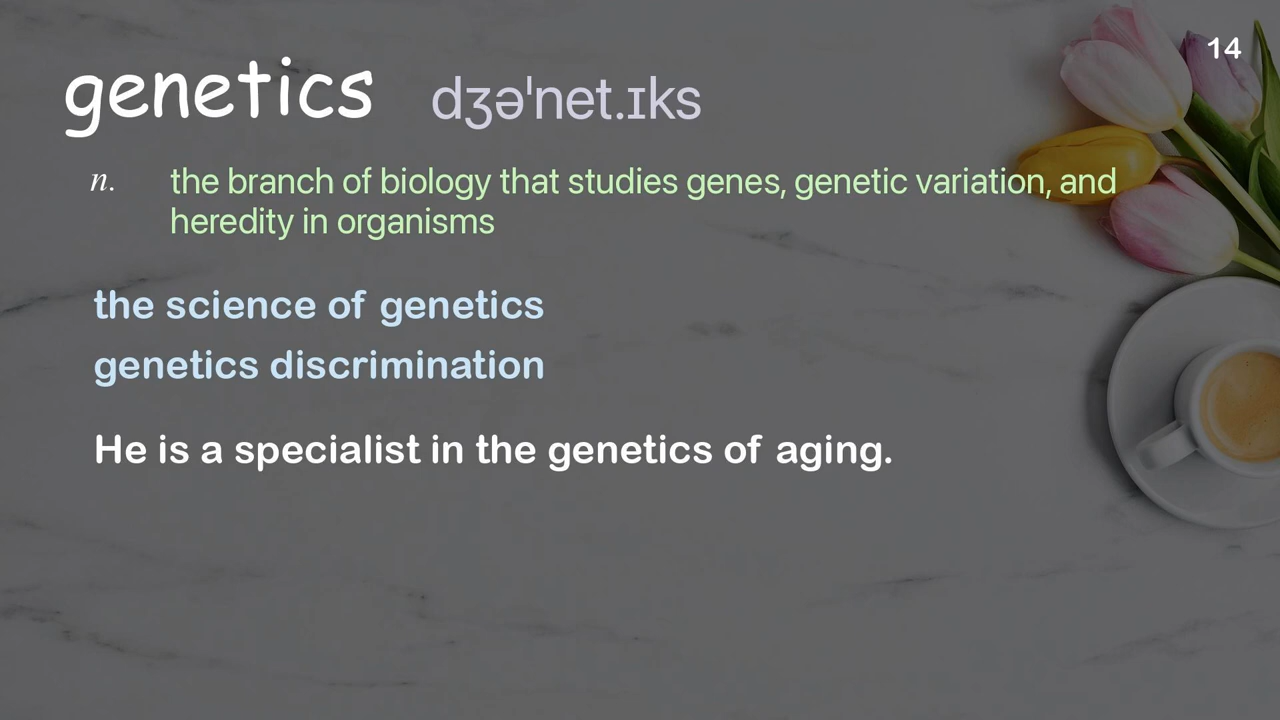 14
genetics dʒəˈnet.ɪks
n. the branch of biology that studies genes, genetic variation, and
heredity in organisms
the science of genetics
genetics discrimination
He is a specialist in the genetics of aging.